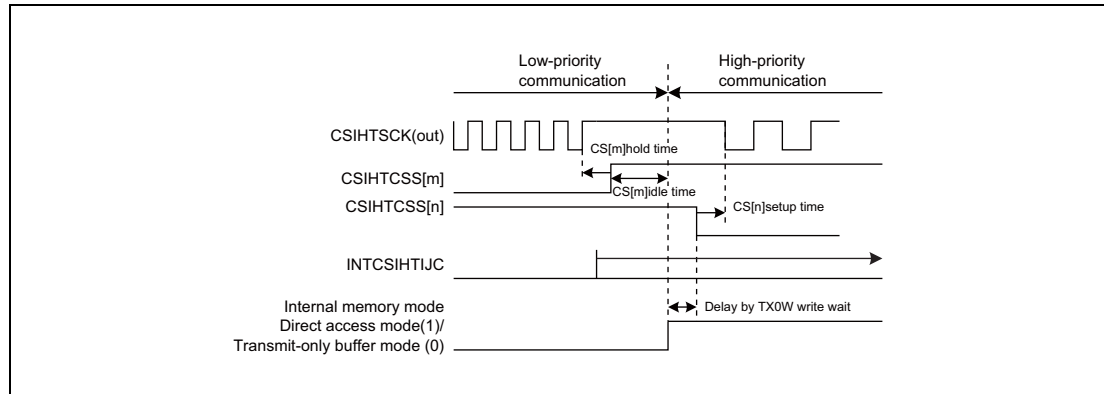 Low-priority
communication
High-priority
communication
CSIHTSCK(out)
CS[m]hold time
CSIHTCSS[m]
CS[m]idle time
CSIHTCSS[n]
CS[n]setup time
INTCSIHTIJC
Internal memory mode
Delay by TX0W write wait
Direct access mode(1)/
Transmit-only buffer mode (0)